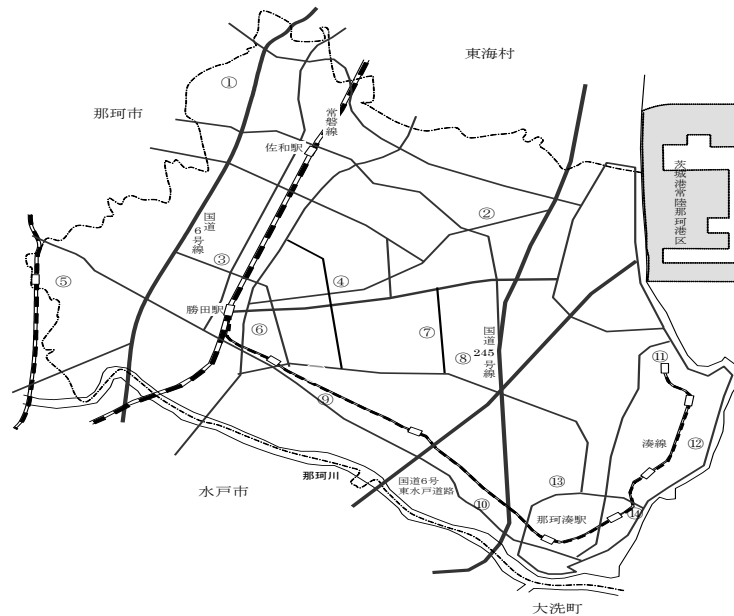 東海村
①
那珂市
常磐線
佐和駅
茨城港常陸那珂港区
②
国道
6
号線
③
④
⑤
勝田駅
⑥
⑦
国道
245
号線
⑧
⑪
⑨
湊線
⑫
那珂川
国道6号
東水戸道路
⑬
水戸市
⑩
那珂湊駅
⑭
大洗町